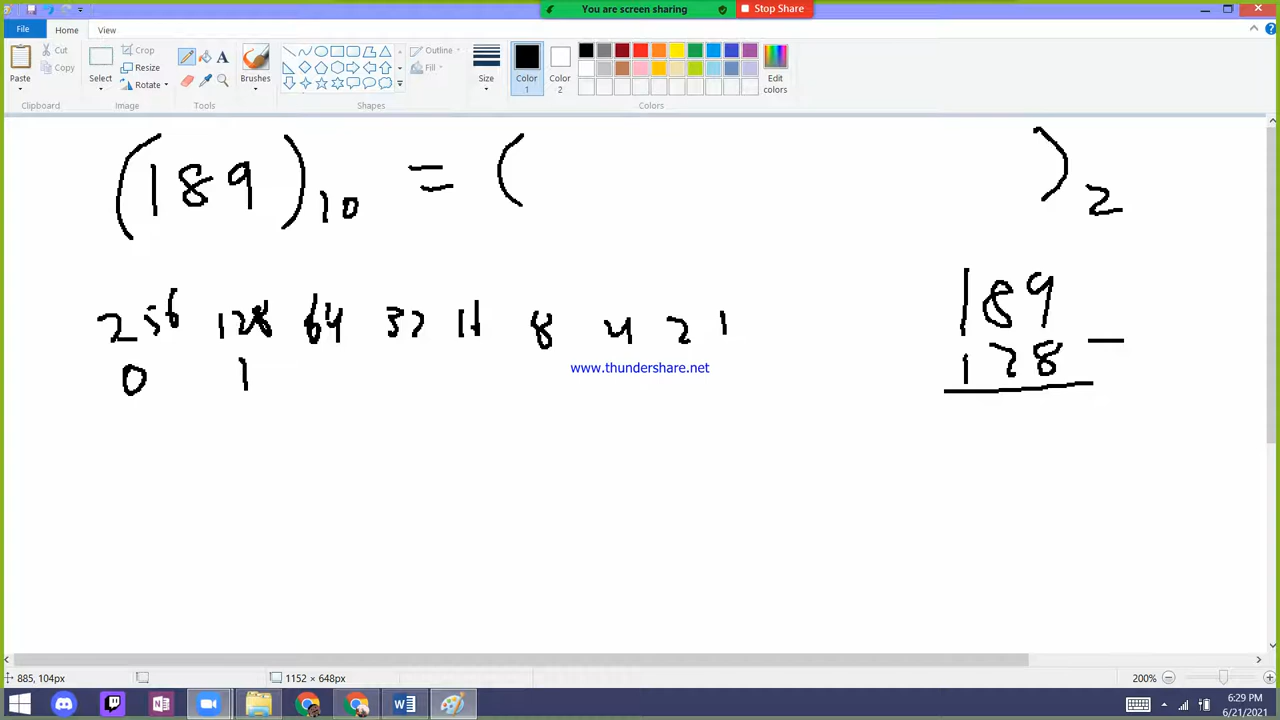 You are screen sharing Stop Share
File Home View
Paste Cut Copy Select Crop Resize Rotate Brushes Outline Fill Size Color 1 Color 2 Edit colors
Clipboard Image Tools Shapes Colors
(189)10 = ( )2
189
256 128 64 32 16 8 4 2 1
128 —
0 1
www.thundershare.net
885, 104px 1152 × 648px 200%
6:29 PM
6/21/2021